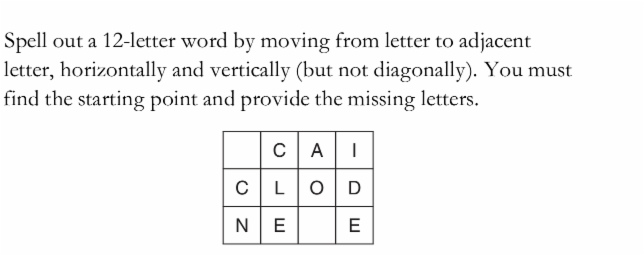 Spell out a 12-letter word by moving from letter to adjacent
letter, horizontally and vertically (but not diagonally). You must
find the starting point and provide the missing letters.
C A I
C L O D
N E E